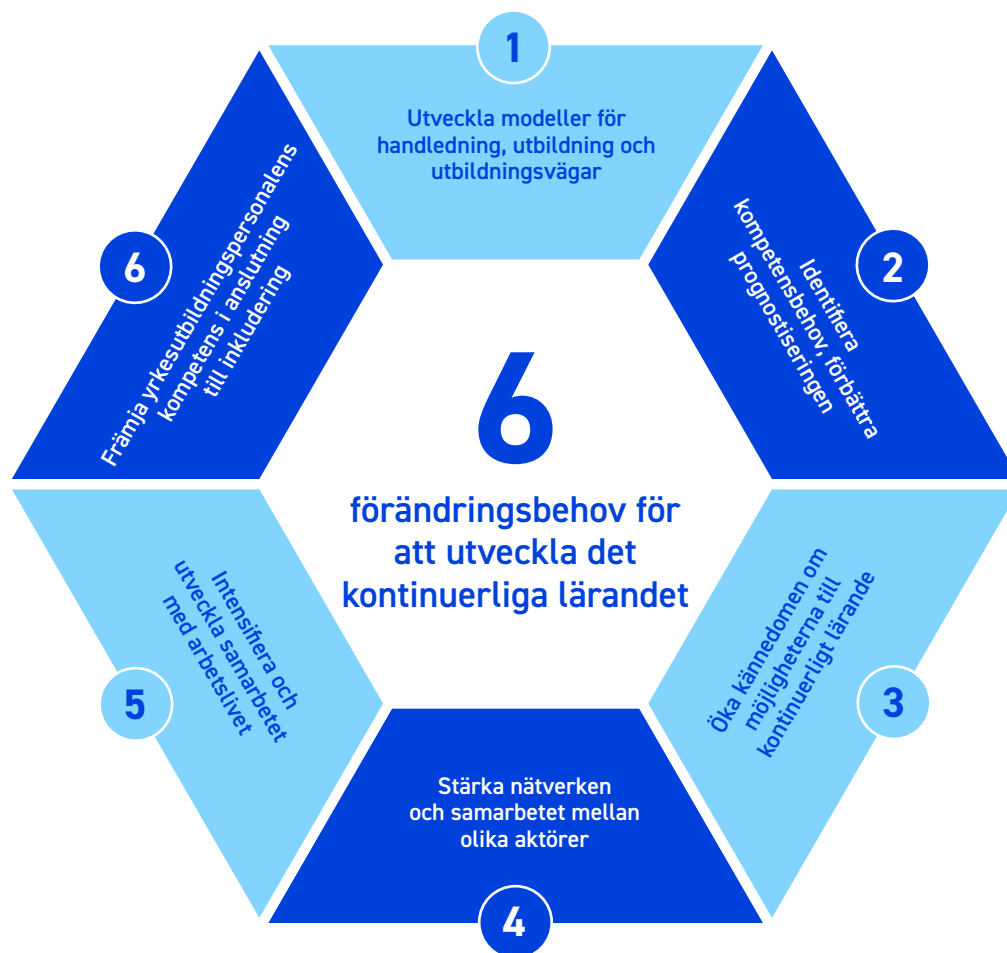 1
Utveckla modeller för
handledning, utbildning och
utbildningsvägar
2
Identifiera
kompetensbehov, förbättra
prognostiseringen
3
Öka kännedomen om
möjligheterna till
kontinuerligt lärande
4
Stärka nätverken
och samarbetet mellan
olika aktörer
5
Intensifiera och
utveckla samarbetet
med arbetslivet
6
Främja yrkesutbildningspersonalens
kompetens i anslutning
till inkludering
6
förändringsbehov för
att utveckla det
kontinuerliga lärandet